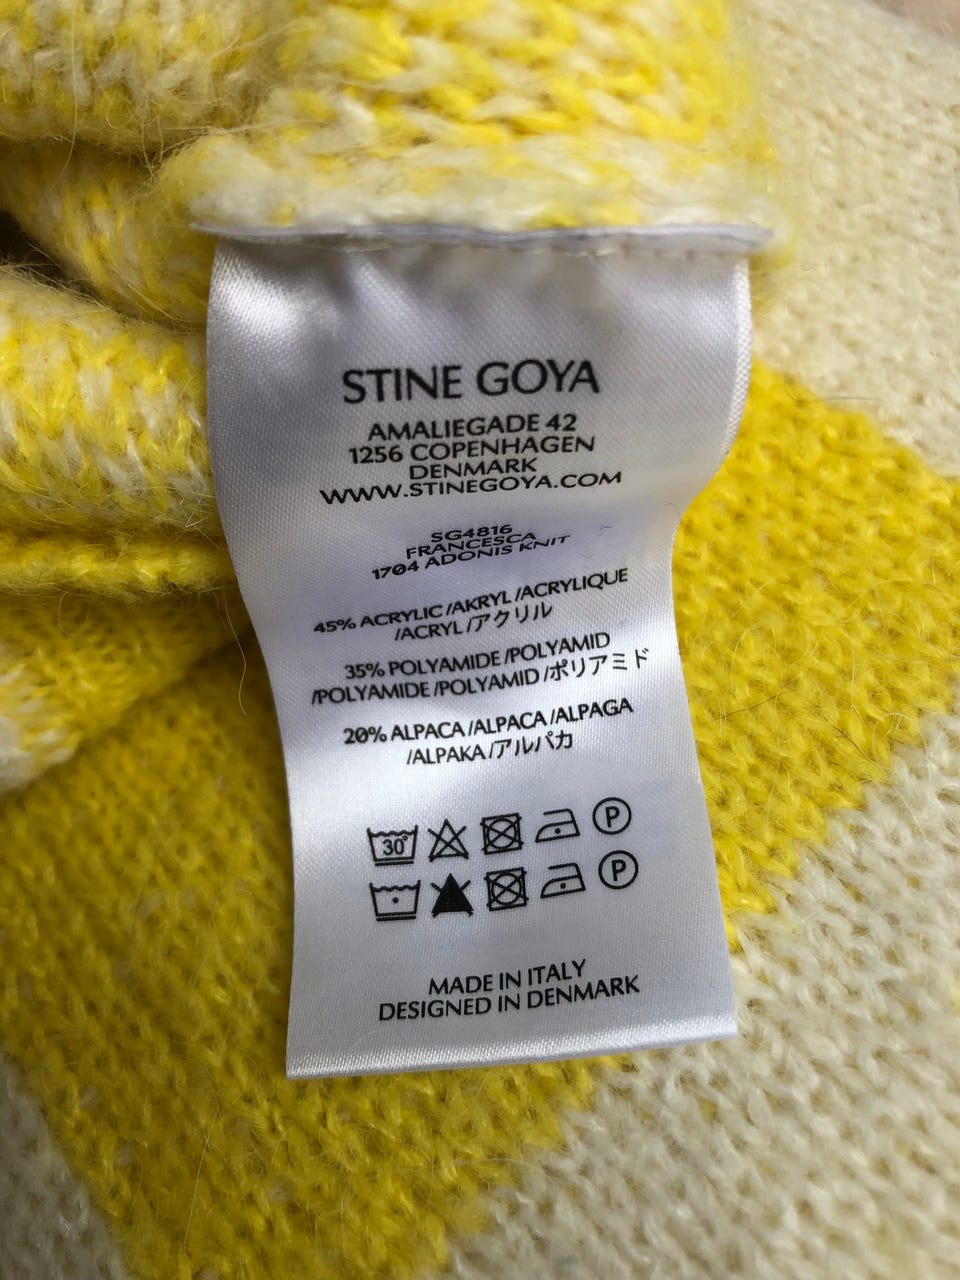 STINE GOYA
AMALIEGADE 42
1256 COPENHAGEN
DENMARK
WWW.STINEGOYA.COM
SG4816
FRANCESCA
1704 ADONIS KNIT
45% ACRYLIC /AKRYL /ACRYLIQUE
/ACRYL /アクリル
35% POLYAMIDE /POLYAMID
/POLYAMIDE /POLYAMID /ポリアミド
20% ALPACA /ALPACA /ALPAGA
/ALPAKA /アルパカ
30° P
P
MADE IN ITALY
DESIGNED IN DENMARK